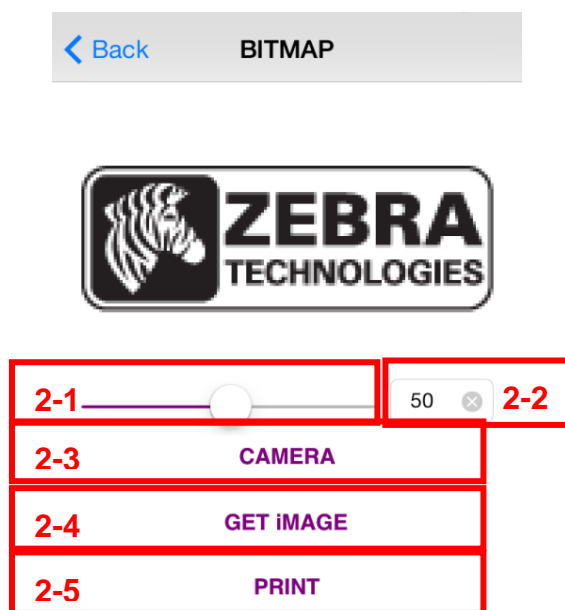 Back BITMAP
ZEBRA
TECHNOLOGIES
2-1 50 2-2
2-3 CAMERA
2-4 GET iMAGE
2-5 PRINT